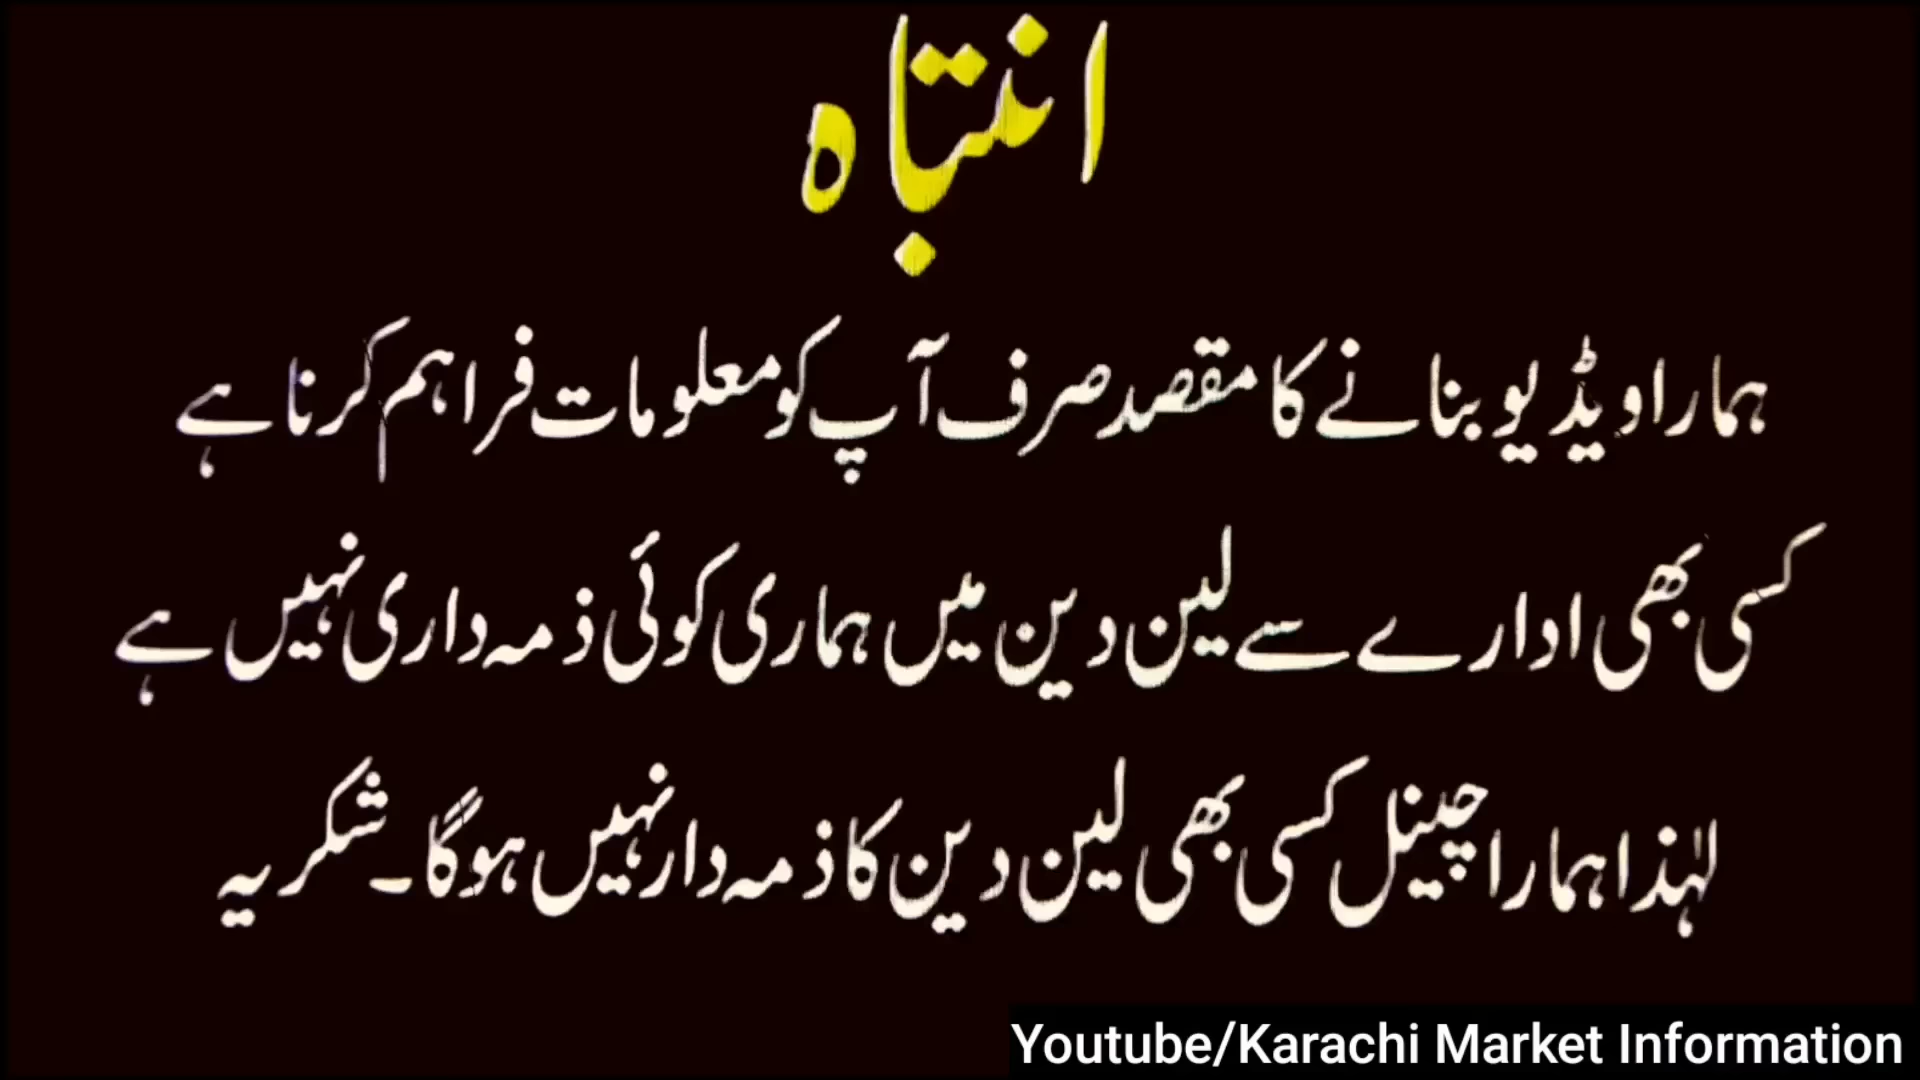 انتباہ
ہمارا ویڈیو بنانے کا مقصد صرف آپ کو معلومات فراہم کرنا ہے
کسی بھی ادارے سے لین دین میں ہماری کوئی ذمہ داری نہیں ہے
لہٰذا ہمارا چینل کسی بھی لین دین کا ذمہ دار نہیں ہوگا۔ شکریہ
Youtube/Karachi Market Information